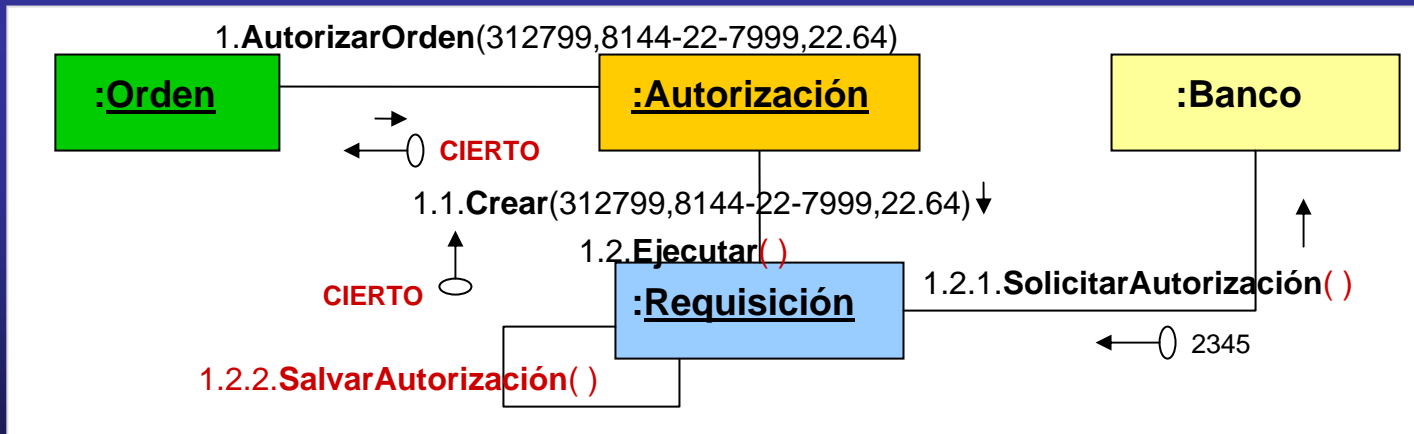 1.AutorizarOrden(312799,8144-22-7999,22.64)
:Orden
:Autorización
:Banco
CIERTO
1.1.Crear(312799,8144-22-7999,22.64)
1.2.Ejecutar( )
CIERTO
:Requisición
1.2.1.SolicitarAutorización( )
2345
1.2.2.SalvarAutorización( )